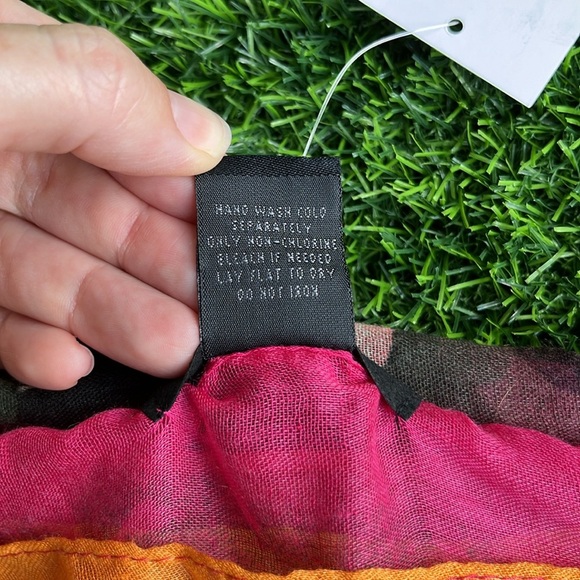 HAND WASH COLD
SEPARATELY
ONLY NON-CHLORINE
BLEACH IF NEEDED
LAY FLAT TO DRY
DO NOT IRON